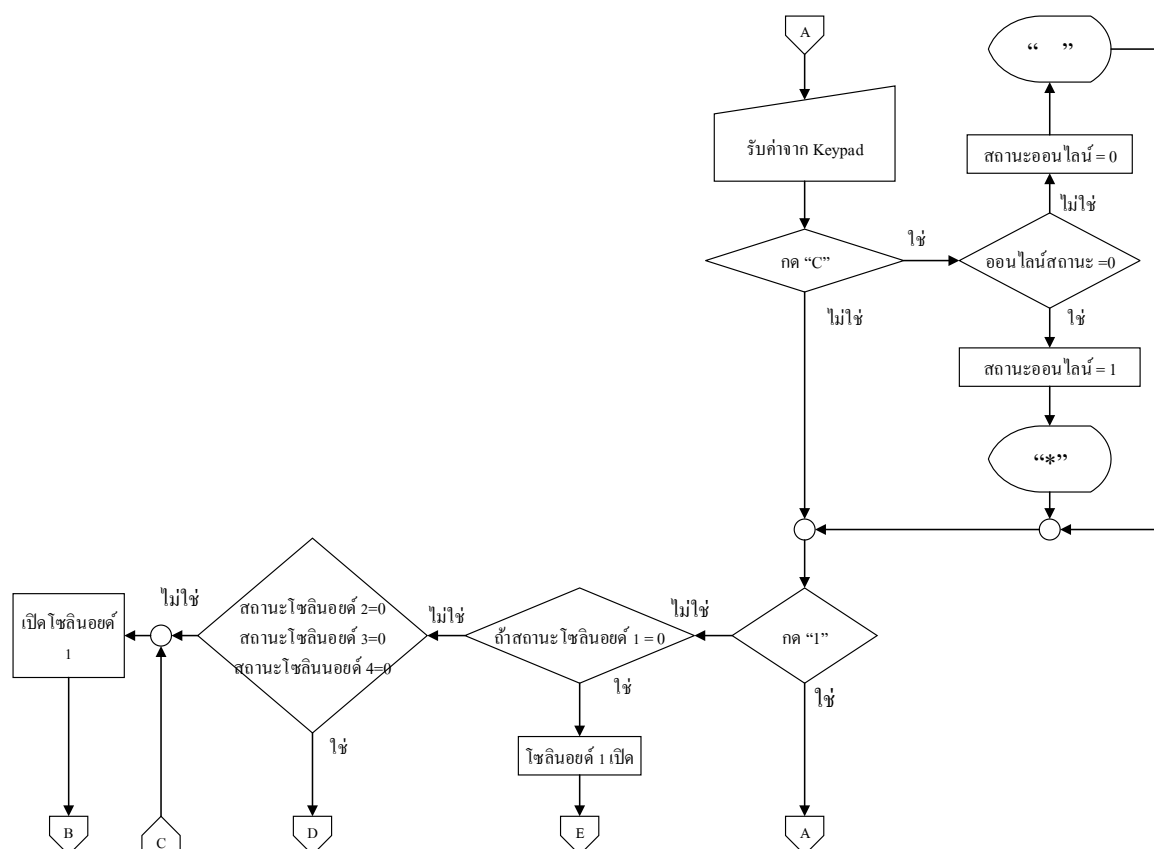 A
“ ”
รับค่าจาก Keypad
สถานะออนไลน์ = 0
ไม่ใช่
กด “C”
ใช่
ออนไลน์สถานะ =0
ไม่ใช่
ใช่
สถานะออนไลน์ = 1
“*”
เปิดโซลินอยด์
1
ไม่ใช่
สถานะโซลินอยด์ 2=0
สถานะโซลินอยด์ 3=0
สถานะโซลินนอยด์ 4=0
ไม่ใช่
ถ้าสถานะโซลินอยด์ 1 = 0
ไม่ใช่
กด “1”
ใช่
ใช่
ใช่
โซลินอยด์ 1 เปิด
B
C
D
E
A